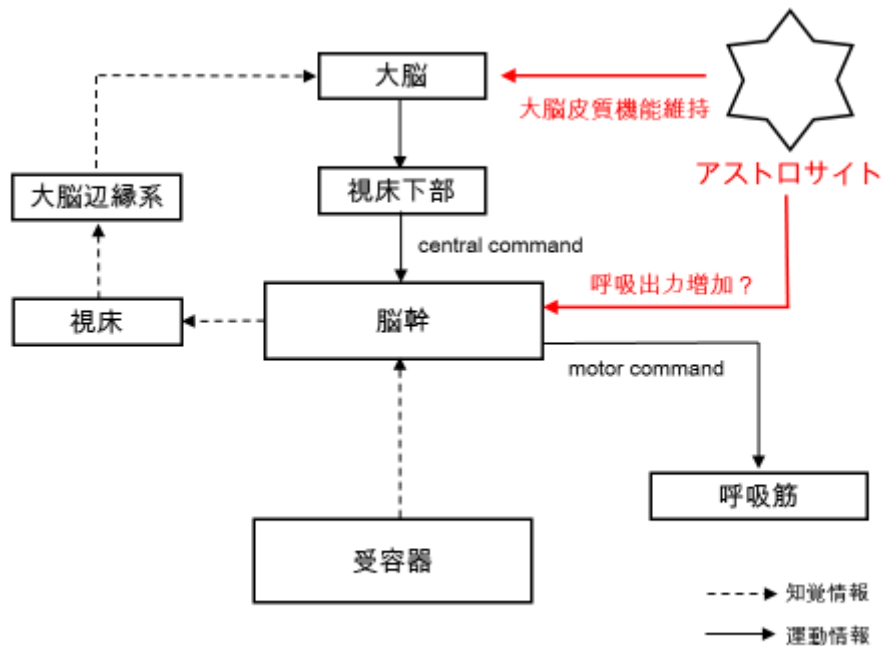 大脳
大脳皮質機能維持
アストロサイト
大脳辺縁系
視床下部
central command
呼吸出力増加？
視床
脳幹
motor command
呼吸筋
受容器
知覚情報
運動情報